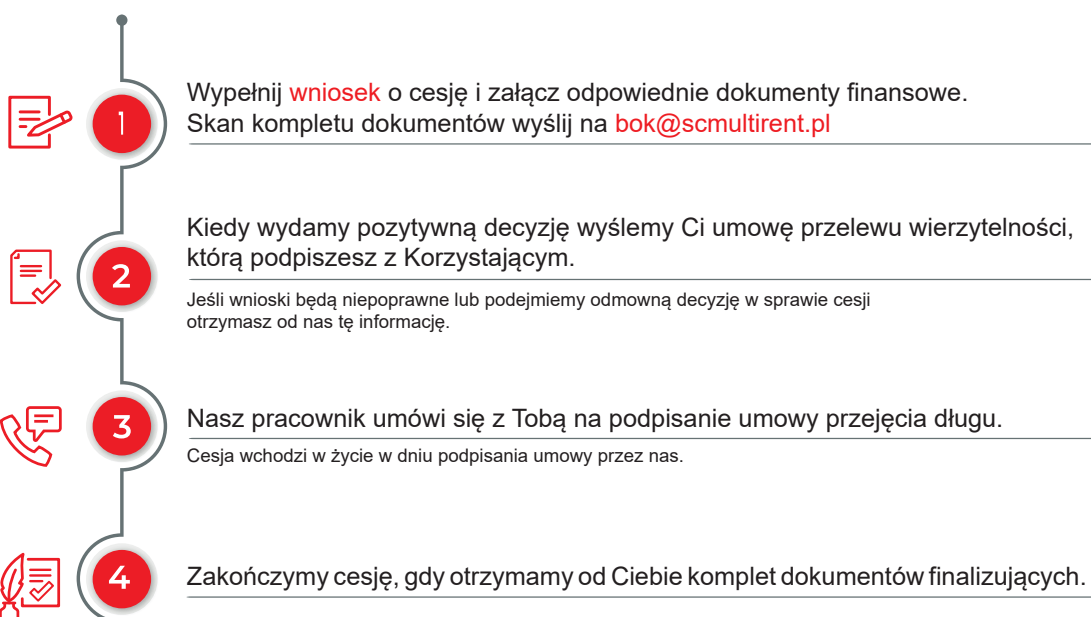 1
Wypełnij wniosek o cesję i załącz odpowiednie dokumenty finansowe.
Skan kompletu dokumentów wyślij na bok@scmultirent.pl
2
Kiedy wydamy pozytywną decyzję wyślemy Ci umowę przelewu wierzytelności,
którą podpiszesz z Korzystającym.
Jeśli wnioski będą niepoprawne lub podejmiemy odmowną decyzję w sprawie cesji
otrzymasz od nas tę informację.
3
Nasz pracownik umówi się z Tobą na podpisanie umowy przejęcia długu.
Cesja wchodzi w życie w dniu podpisania umowy przez nas.
4
Zakończymy cesję, gdy otrzymamy od Ciebie komplet dokumentów finalizujących.